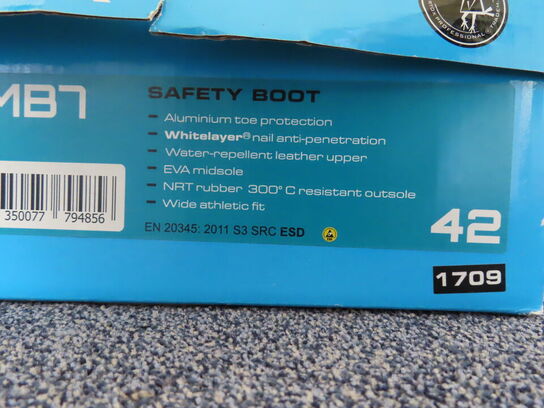 MB7
SAFETY BOOT
– Aluminium toe protection
– Whitelayer® nail anti-penetration
– Water-repellent leather upper
– EVA midsole
– NRT rubber 300° C resistant outsole
– Wide athletic fit
350077 794856
EN 20345: 2011 S3 SRC ESD
42
1709